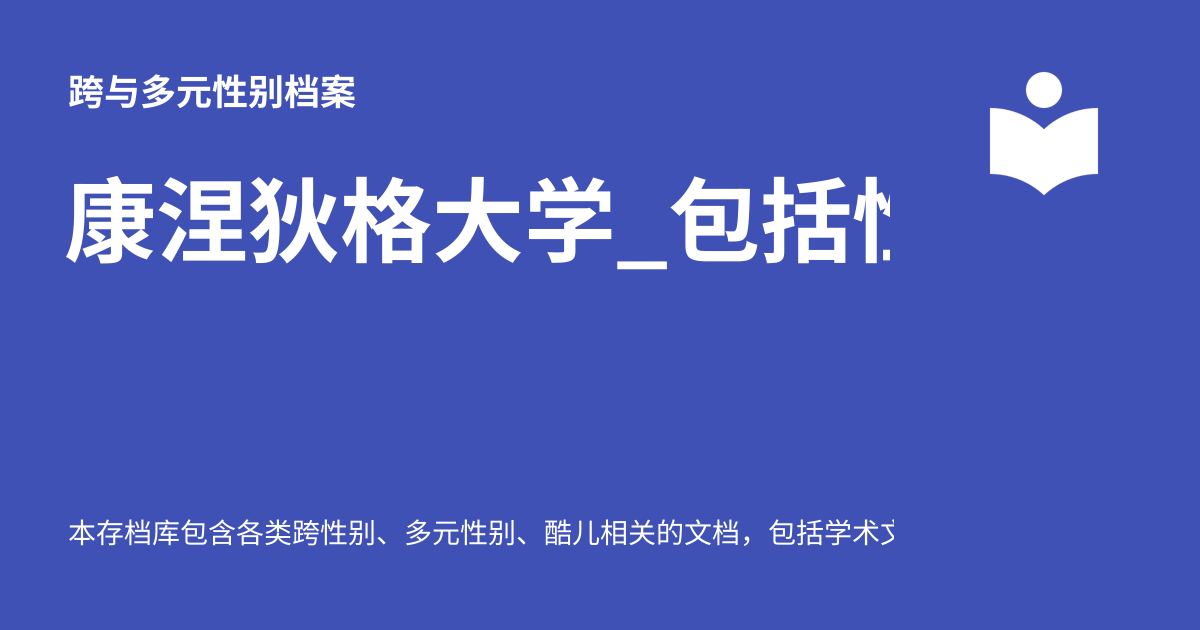 跨与多元性别档案
康涅狄格大学_包括
本存档库包含各类跨性别、多元性别、酷儿相关的文档，包括学术